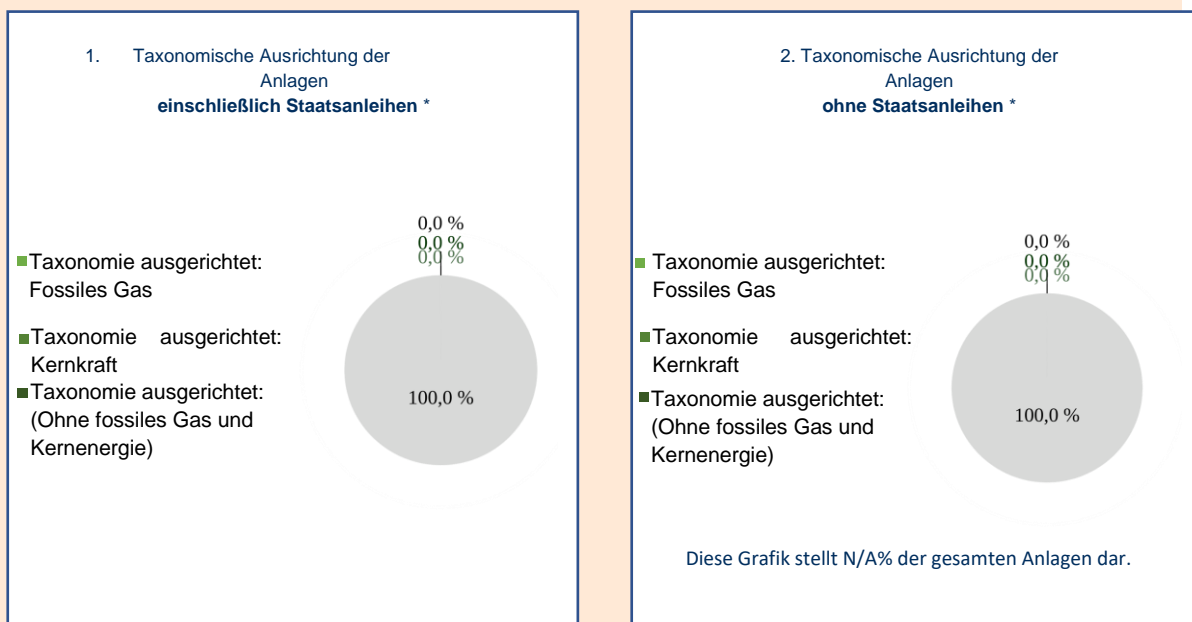 1. Taxonomische Ausrichtung der
Anlagen
einschließlich Staatsanleihen *
0,0 %
0,0 %
0,0 %
Taxonomie ausgerichtet:
Fossiles Gas
Taxonomie ausgerichtet:
Kernkraft
Taxonomie ausgerichtet:
(Ohne fossiles Gas und
Kernenergie)
100,0 %
2. Taxonomische Ausrichtung der
Anlagen
ohne Staatsanleihen *
0,0 %
0,0 %
0,0 %
Taxonomie ausgerichtet:
Fossiles Gas
Taxonomie ausgerichtet:
Kernkraft
Taxonomie ausgerichtet:
(Ohne fossiles Gas und
Kernenergie)
100,0 %
Diese Grafik stellt N/A% der gesamten Anlagen dar.